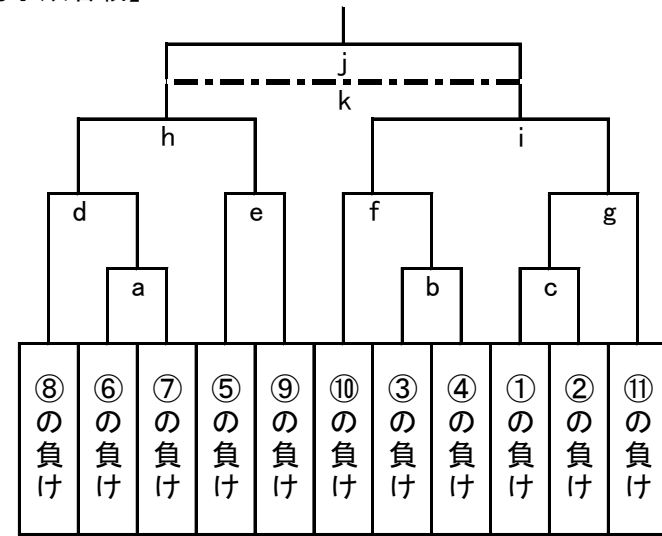 j
k
h
i
d
e
f
g
a
b
c
⑧の負け
⑥の負け
⑦の負け
⑤の負け
⑨の負け
⑩の負け
③の負け
④の負け
①の負け
②の負け
⑪の負け